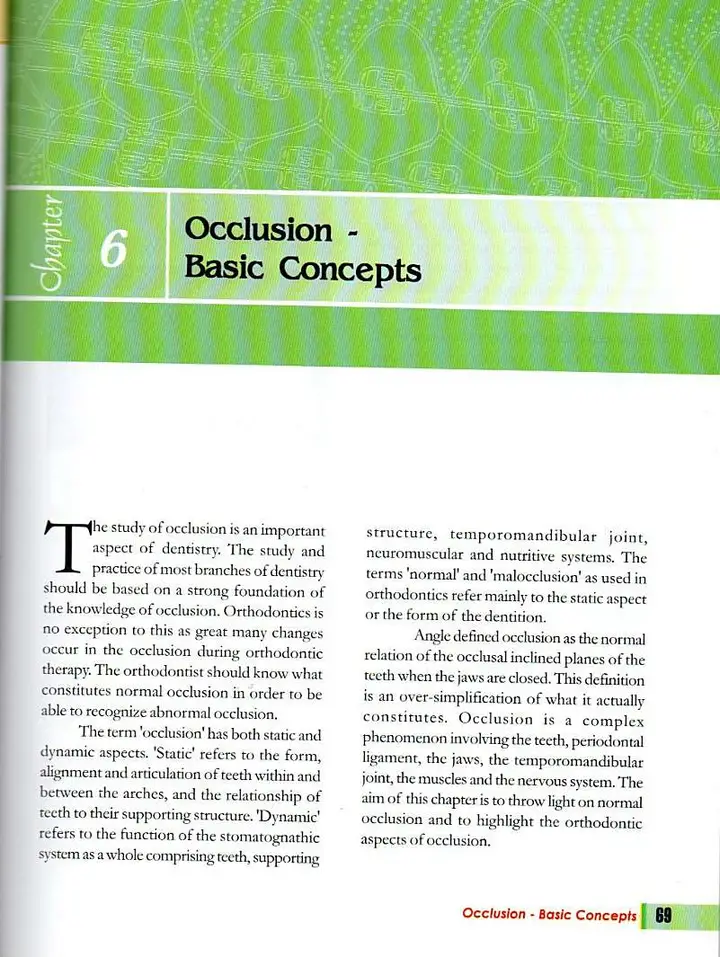 Chapter 6
Occlusion -
Basic Concepts
The study of occlusion is an important
aspect of dentistry. The study and
practice of most branches of dentistry
should be based on a strong foundation of
the knowledge of occlusion. Orthodontics is
no exception to this as great many changes
occur in the occlusion during orthodontic
therapy. The orthodontist should know what
constitutes normal occlusion in order to be
able to recognize abnormal occlusion.
The term 'occlusion' has both static and
dynamic aspects. 'Static' refers to the form,
alignment and articulation of teeth within and
between the arches, and the relationship of
teeth to their supporting structure. 'Dynamic'
refers to the function of the stomatognathic
system as a whole comprising teeth, supporting
structure, temporomandibular joint,
neuromuscular and nutritive systems. The
terms 'normal' and 'malocclusion' as used in
orthodontics refer mainly to the static aspect
or the form of the dentition.
Angle defined occlusion as the normal
relation of the occlusal inclined planes of the
teeth when the jaws are closed. This definition
is an over-simplification of what it actually
constitutes. Occlusion is a complex
phenomenon involving the teeth, periodontal
ligament, the jaws, the temporomandibular
joint, the muscles and the nervous system. The
aim of this chapter is to throw light on normal
occlusion and to highlight the orthodontic
aspects of occlusion.
Occlusion - Basic Concepts 69